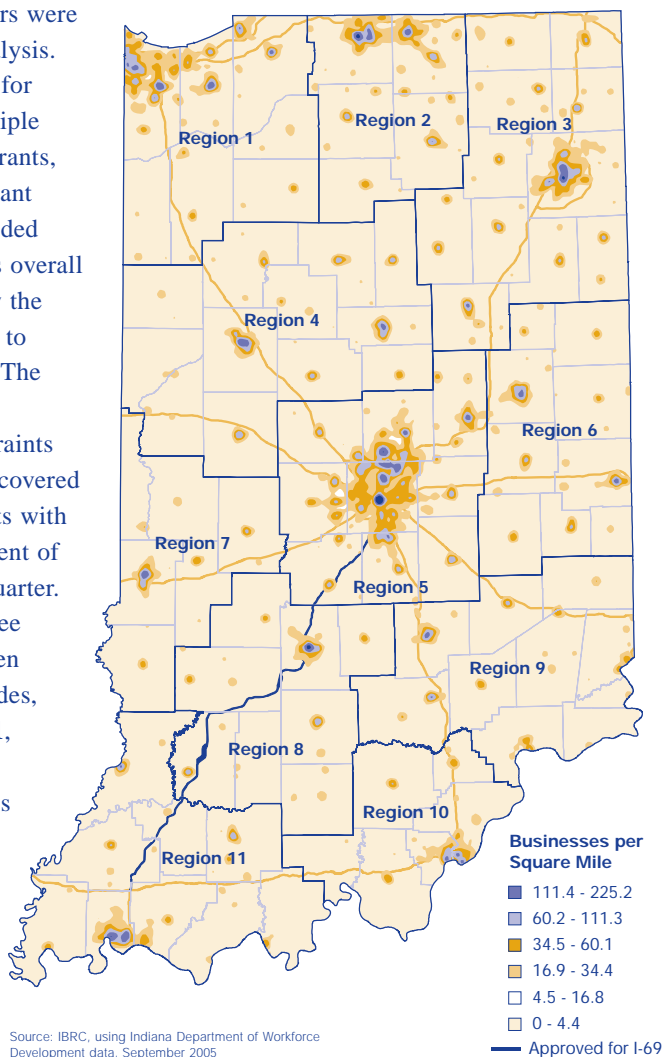 rs were
lysis.
for
iple
rants,
ant
ded
s overall
r the
to
The
raints
covered
ts with
ent of
uarter.
ee
en
des,
1,
s
Region 1
Region 2
Region 3
Region 4
Region 6
Region 7
Region 5
Region 9
Region 8
Region 10
Region 11
Businesses per
Square Mile
111.4 - 225.2
60.2 - 111.3
34.5 - 60.1
16.9 - 34.4
4.5 - 16.8
0 - 4.4
Approved for I-69
Source: IBRC, using Indiana Department of Workforce
Development data, September 2005